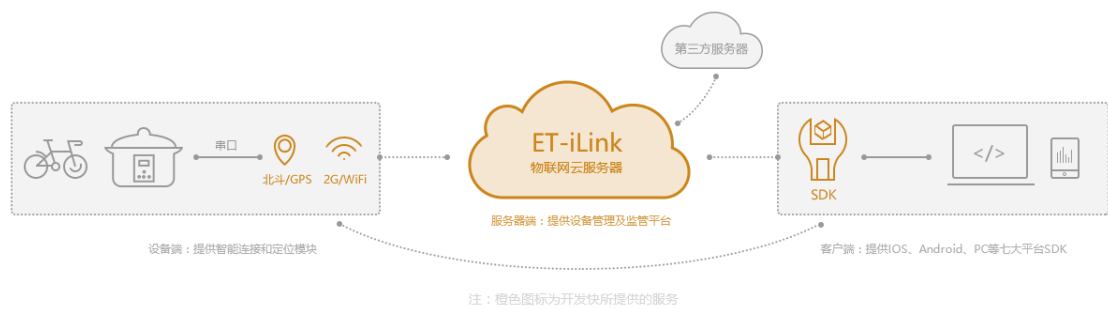 第三方服务器
ET-iLink
物联网云服务器
串口
北斗/GPS
2G/WiFi
</>
SDK
服务器端：提供设备管理及监管平台
设备端：提供智能连接和定位模块
客户端：提供IOS、Android、PC等七大平台SDK
注：橙色图标为开发快所提供的服务